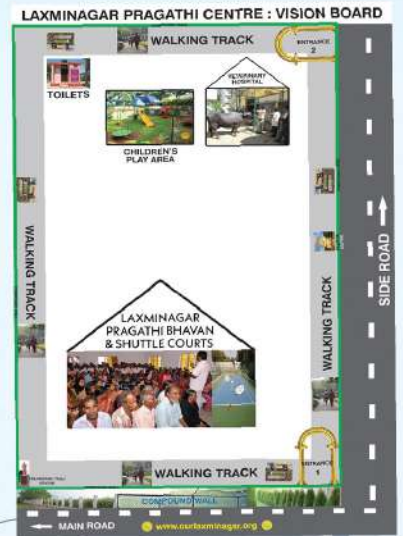 LAXMINAGAR PRAGATHI CENTRE : VISION BOARD
WALKING TRACK
ENTRANCE
2
TOILETS
VETERINARY
HOSPITAL
CHILDREN'S
PLAY AREA
WALKING TRACK
WALKING TRACK
SIDE ROAD
LAXMINAGAR
PRAGATHI BHAVAN
& SHUTTLE COURTS
WALKING TRACK
ENTRANCE
1
COMPOUND WALL
MAIN ROAD
www.ourlaxminagar.org